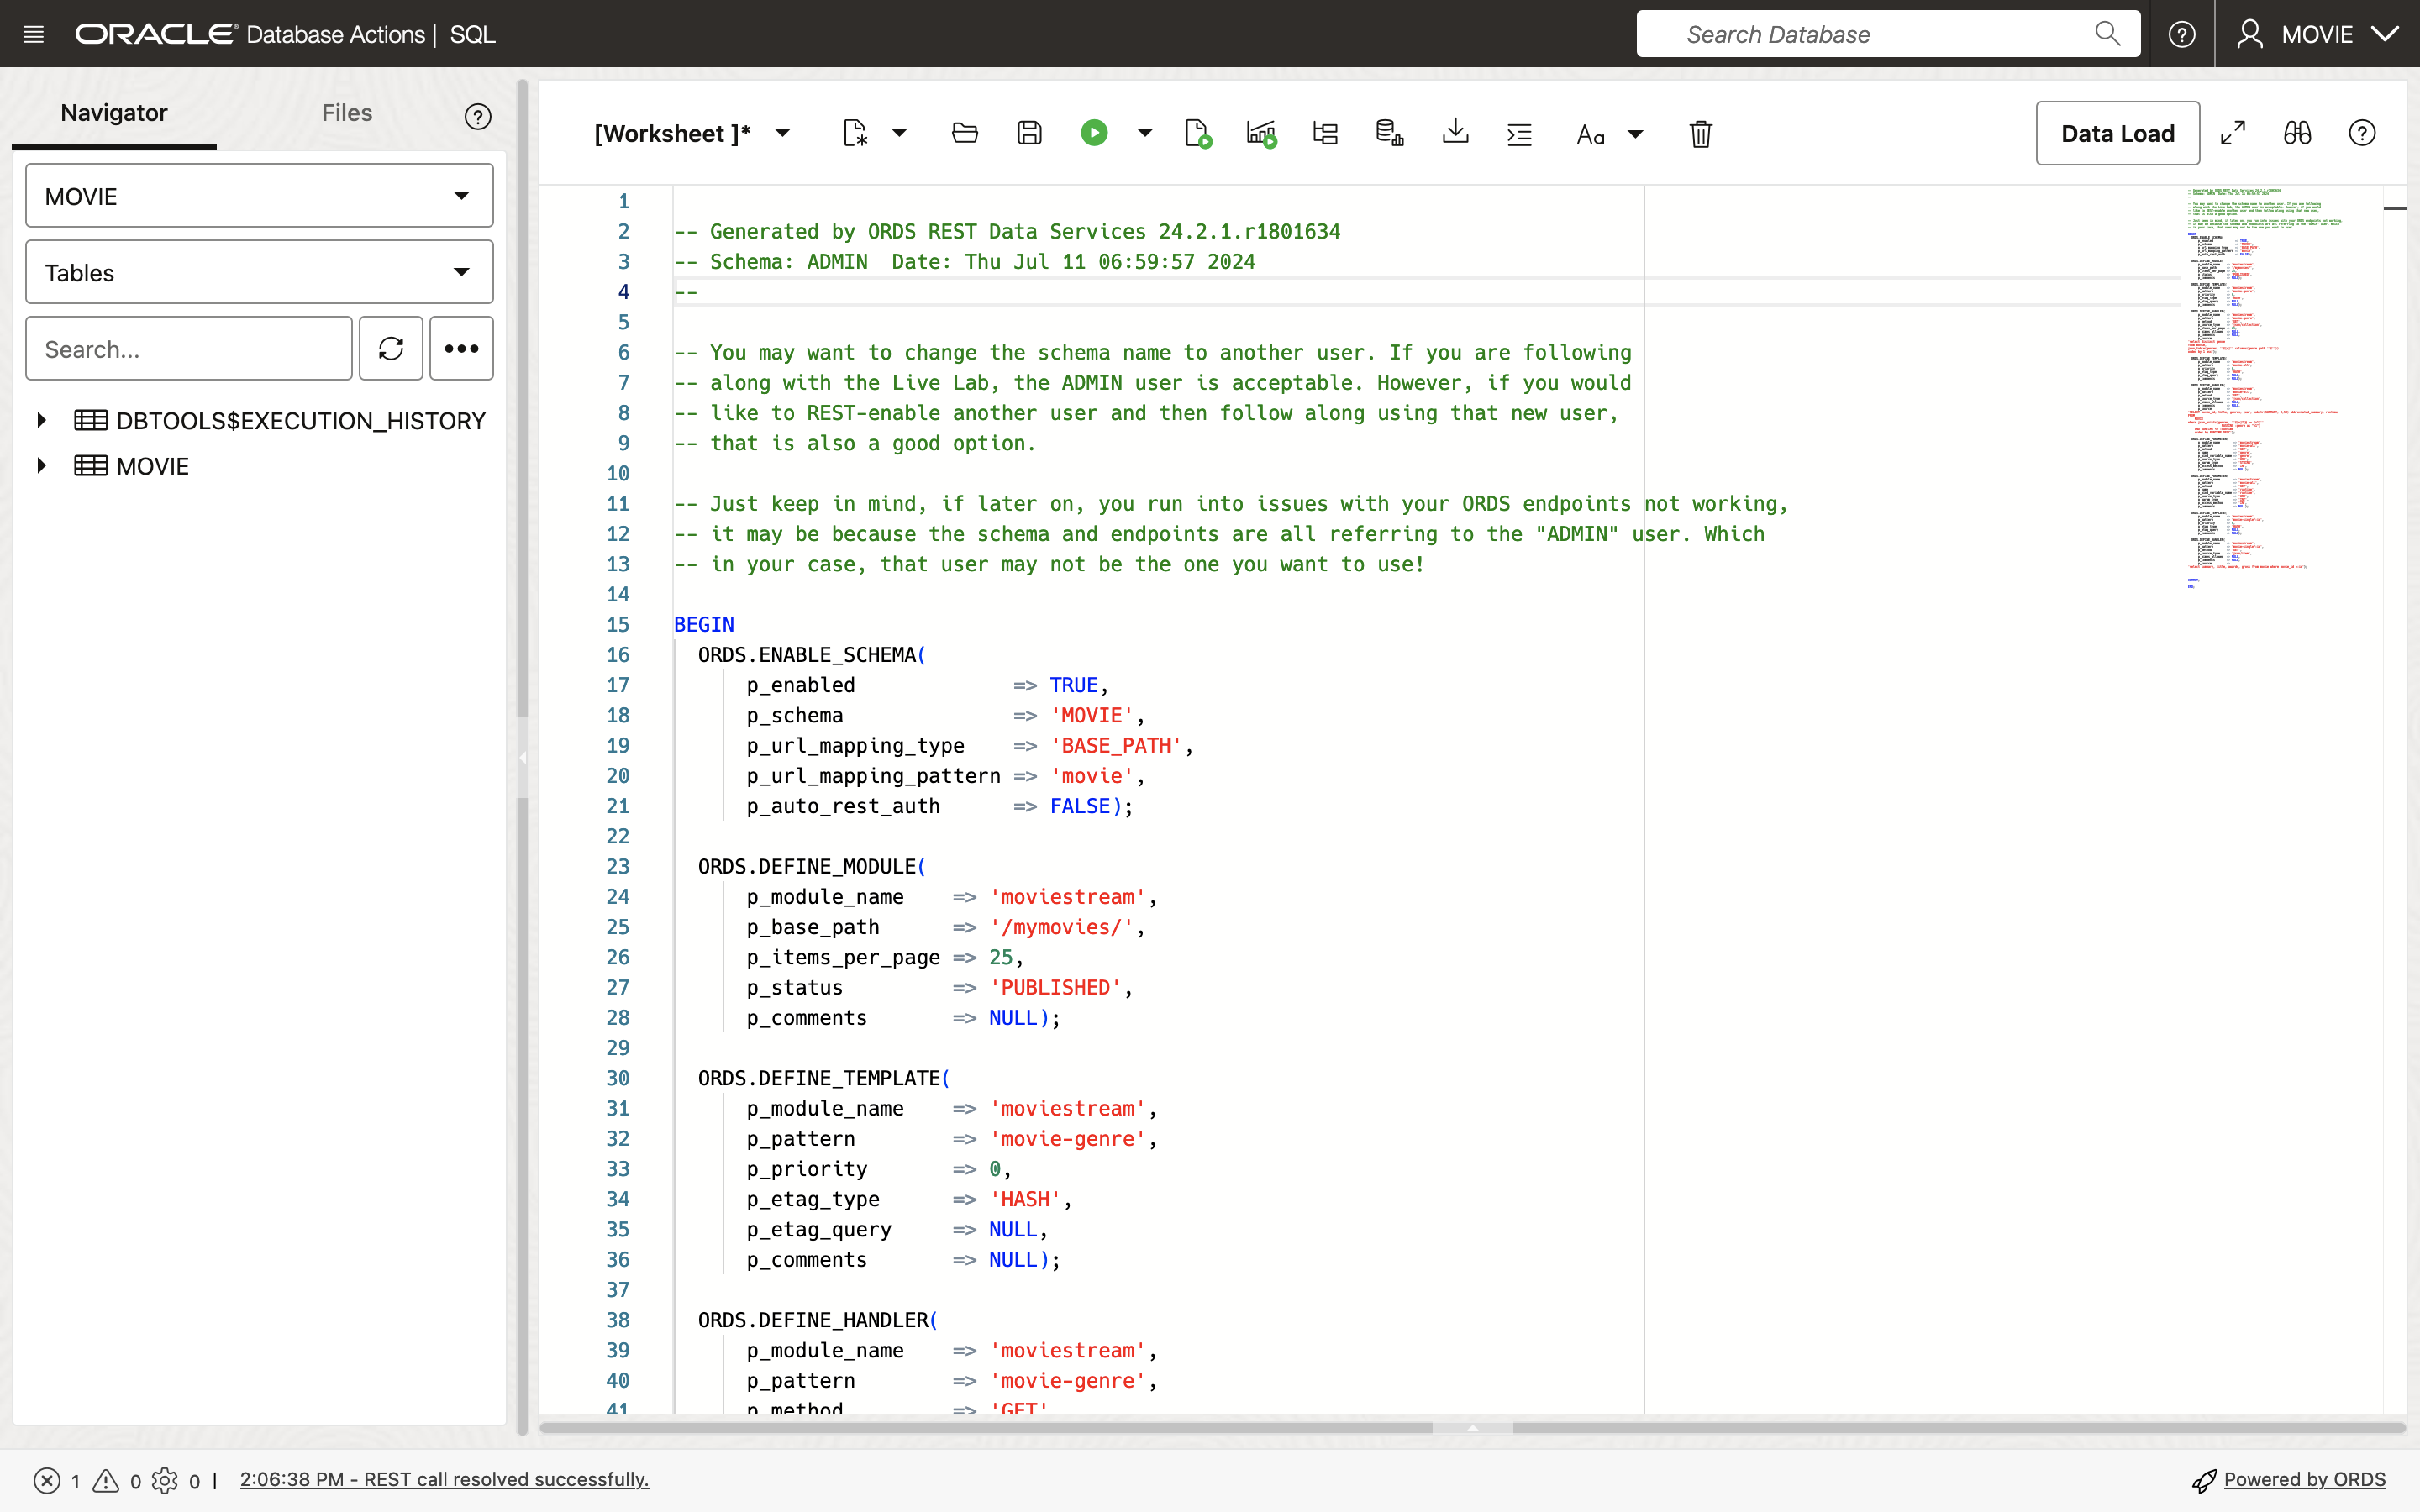 ORACLE Database Actions | SQL
Search Database
MOVIE
Navigator
Files
MOVIE
Tables
Search...
DBTOOLS$EXECUTION_HISTORY
MOVIE
[Worksheet ]*
Aa
Data Load
1
2 -- Generated by ORDS REST Data Services 24.2.1.r1801634
3 -- Schema: ADMIN  Date: Thu Jul 11 06:59:57 2024
4 --
5
6 -- You may want to change the schema name to another user. If you are following
7 -- along with the Live Lab, the ADMIN user is acceptable. However, if you would
8 -- like to REST-enable another user and then follow along using that new user,
9 -- that is also a good option.
10
11 -- Just keep in mind, if later on, you run into issues with your ORDS endpoints not working,
12 -- it may be because the schema and endpoints are all referring to the "ADMIN" user. Which
13 -- in your case, that user may not be the one you want to use!
14
15 BEGIN
16 ORDS.ENABLE_SCHEMA(
17 p_enabled => TRUE,
18 p_schema => 'MOVIE',
19 p_url_mapping_type => 'BASE_PATH',
20 p_url_mapping_pattern => 'movie',
21 p_auto_rest_auth => FALSE);
22
23 ORDS.DEFINE_MODULE(
24 p_module_name => 'moviestream',
25 p_base_path => '/mymovies/',
26 p_items_per_page => 25,
27 p_status => 'PUBLISHED',
28 p_comments => NULL);
29
30 ORDS.DEFINE_TEMPLATE(
31 p_module_name => 'moviestream',
32 p_pattern => 'movie-genre',
33 p_priority => 0,
34 p_etag_type => 'HASH',
35 p_etag_query => NULL,
36 p_comments => NULL);
37
38 ORDS.DEFINE_HANDLER(
39 p_module_name => 'moviestream',
40 p_pattern => 'movie-genre',
41 p_method => 'GET'
1 0 0 | 2:06:38 PM - REST call resolved successfully.
Powered by ORDS